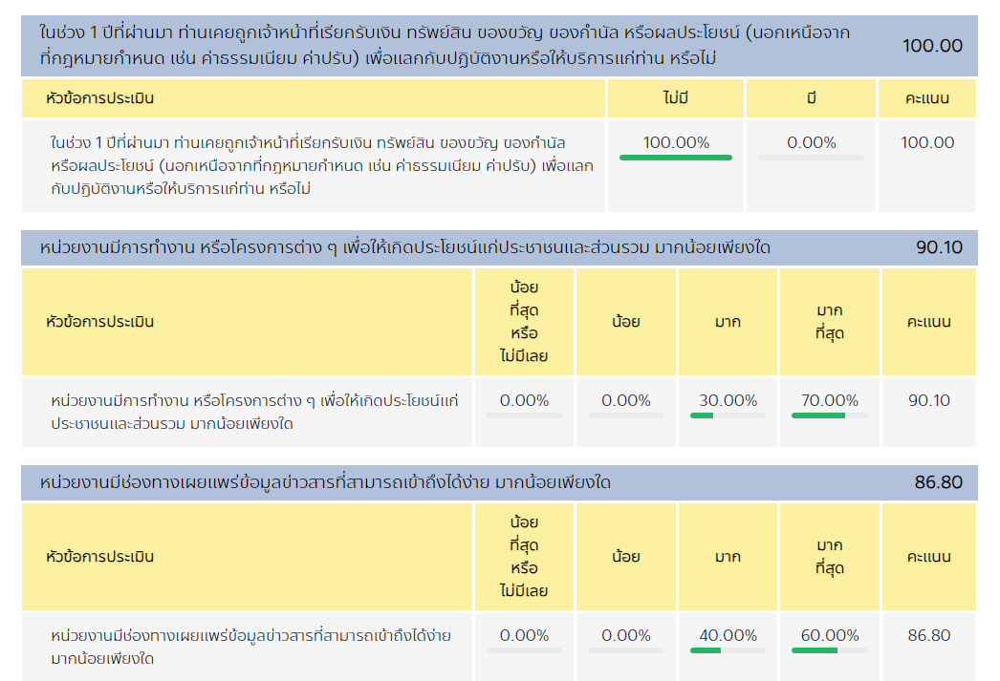 ในช่วง 1 ปีที่ผ่านมา ท่านเคยถูกเจ้าหน้าที่เรียกรับเงิน ทรัพย์สิน ของขวัญ ของกำนัล หรือผลประโยชน์ (นอกเหนือจาก
ที่กฎหมายกำหนด เช่น ค่าธรรมเนียม ค่าปรับ) เพื่อแลกกับปฏิบัติงานหรือให้บริการแก่ท่าน หรือไม่
100.00
หัวข้อการประเมิน ไม่มี มี คะแนน
ในช่วง 1 ปีที่ผ่านมา ท่านเคยถูกเจ้าหน้าที่เรียกรับเงิน ทรัพย์สิน ของขวัญ ของกำนัล
หรือผลประโยชน์ (นอกเหนือจากที่กฎหมายกำหนด เช่น ค่าธรรมเนียม ค่าปรับ) เพื่อแลก
กับปฏิบัติงานหรือให้บริการแก่ท่าน หรือไม่
100.00% 0.00% 100.00
หน่วยงานมีการทำงาน หรือโครงการต่าง ๆ เพื่อให้เกิดประโยชน์แก่ประชาชนและส่วนรวม มากน้อยเพียงใด 90.10
หัวข้อการประเมิน
น้อย
ที่สุด
หรือ
ไม่มีเลย
น้อย
มาก
มาก
ที่สุด
คะแนน
หน่วยงานมีการทำงาน หรือโครงการต่าง ๆ เพื่อให้เกิดประโยชน์แก่
ประชาชนและส่วนรวม มากน้อยเพียงใด
0.00% 0.00% 30.00% 70.00% 90.10
หน่วยงานมีช่องทางเผยแพร่ข้อมูลข่าวสารที่สามารถเข้าถึงได้ง่าย มากน้อยเพียงใด 86.80
หัวข้อการประเมิน
น้อย
ที่สุด
หรือ
ไม่มีเลย
น้อย
มาก
มาก
ที่สุด
คะแนน
หน่วยงานมีช่องทางเผยแพร่ข้อมูลข่าวสารที่สามารถเข้าถึงได้ง่าย
มากน้อยเพียงใด
0.00% 0.00% 40.00% 60.00% 86.80